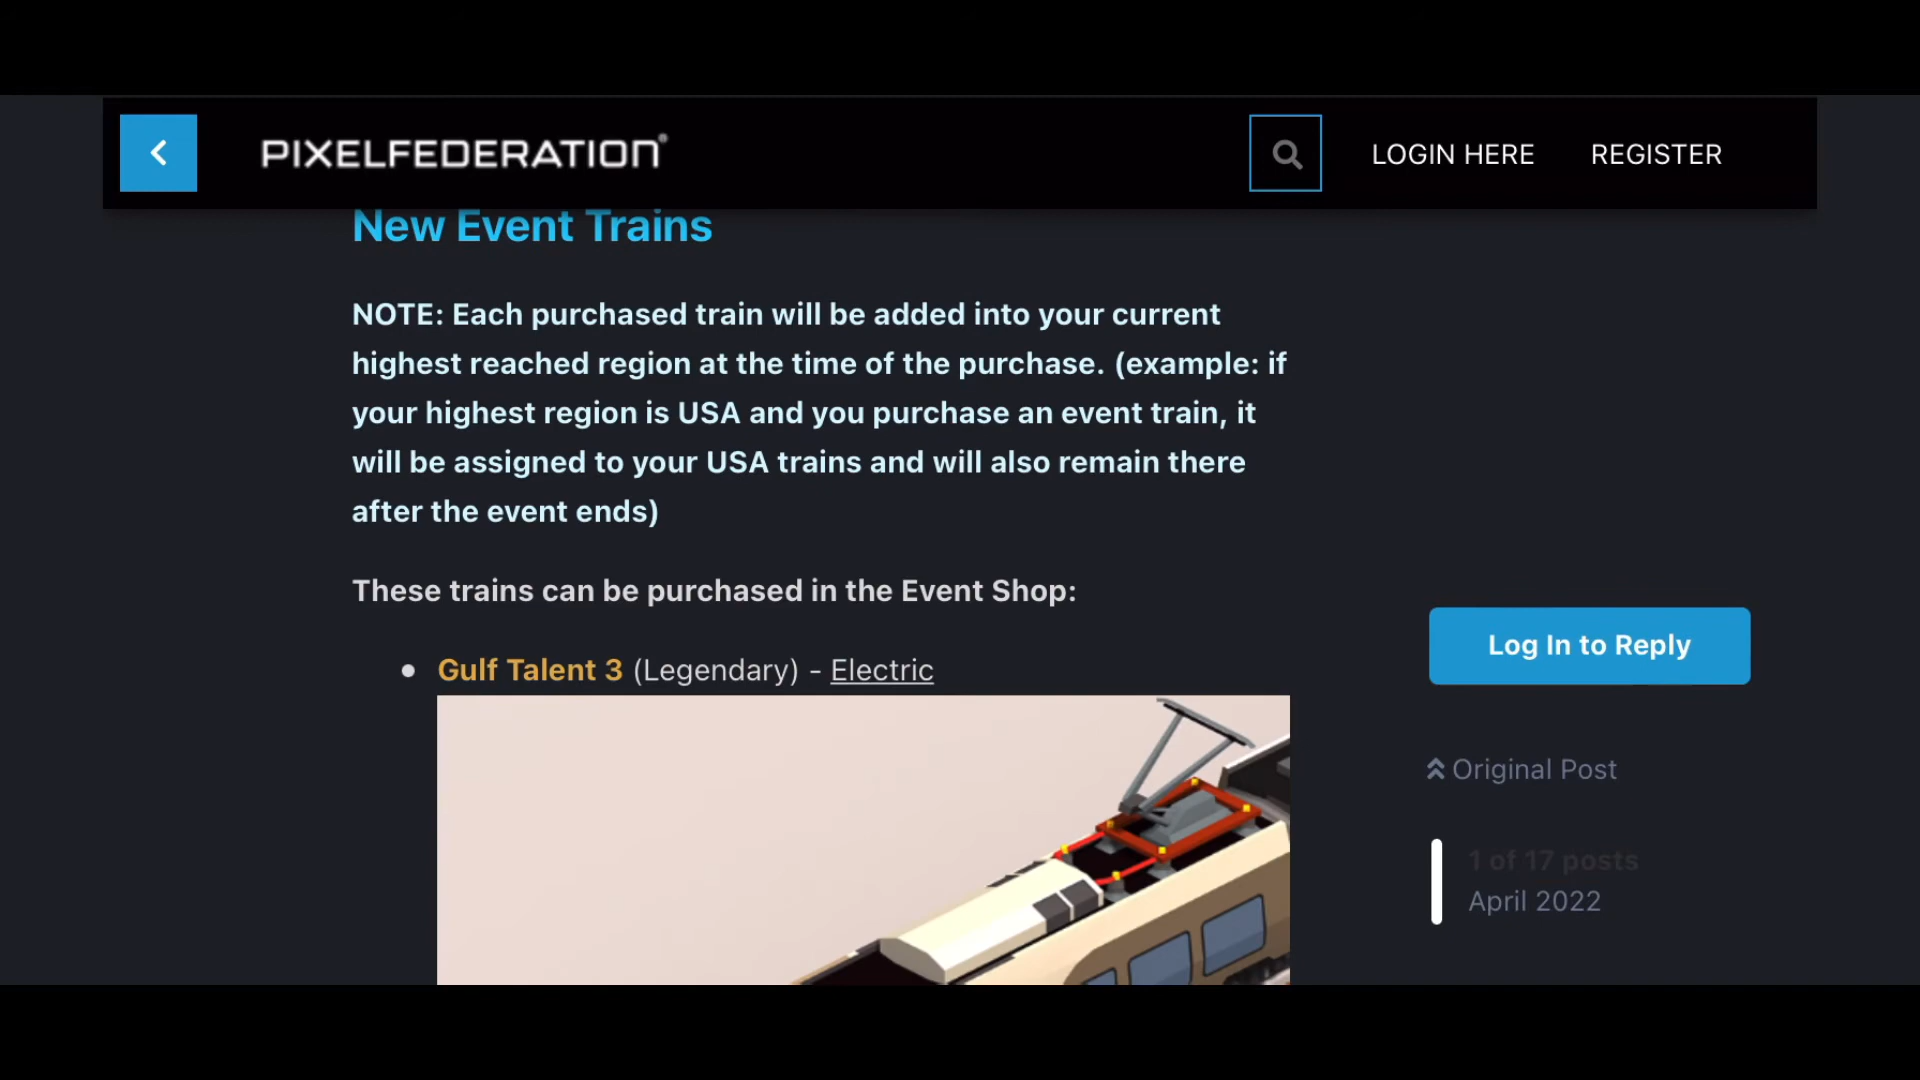 PIXELFEDERATION®
LOGIN HERE
REGISTER
New Event Trains
NOTE: Each purchased train will be added into your current
highest reached region at the time of the purchase. (example: if
your highest region is USA and you purchase an event train, it
will be assigned to your USA trains and will also remain there
after the event ends)
These trains can be purchased in the Event Shop:
Gulf Talent 3 (Legendary) - Electric
Log In to Reply
Original Post
1 of 17 posts
April 2022